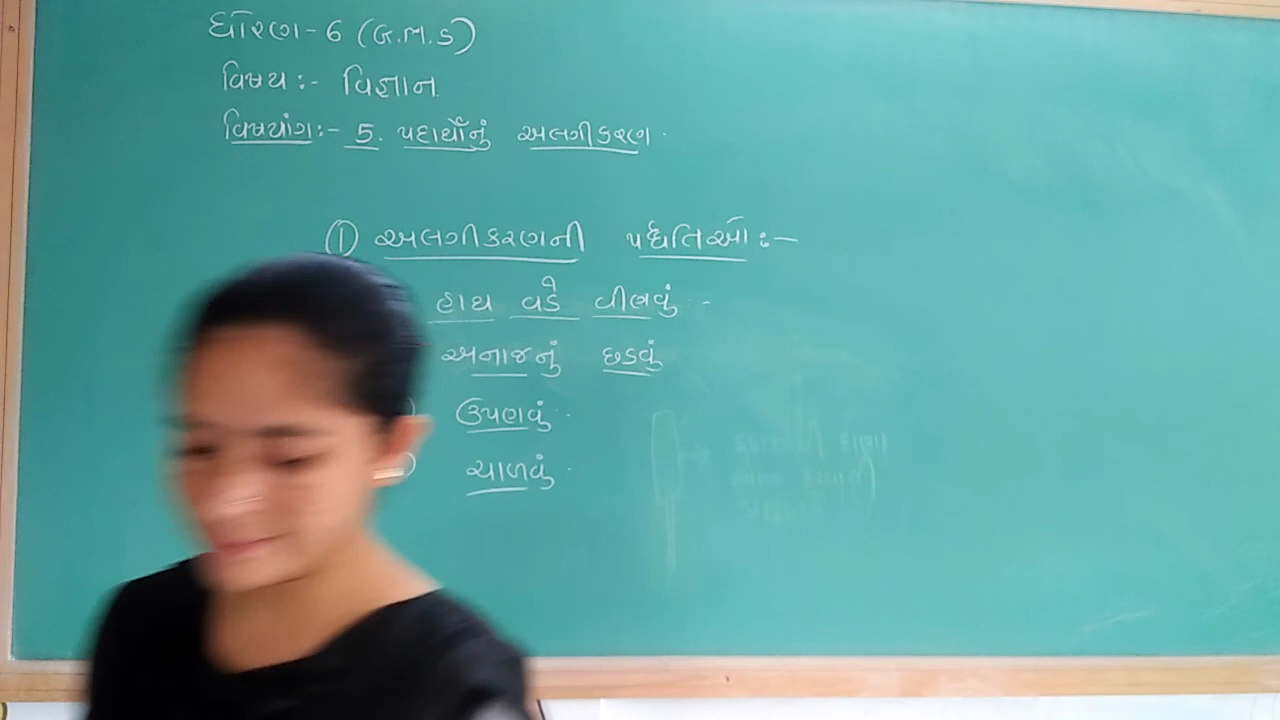 ધોરણ - 6 (G.M.S)
વિષય :- વિજ્ઞાન
વિષયાંગ :- 5. પદાર્થોનું અલગીકરણ.
① અલગીકરણની પધ્ધતિઓ :-
હાથ વડે વીણવું :-
અનાજનું છડવું
ઉપણવું :-
ચાળવું :-